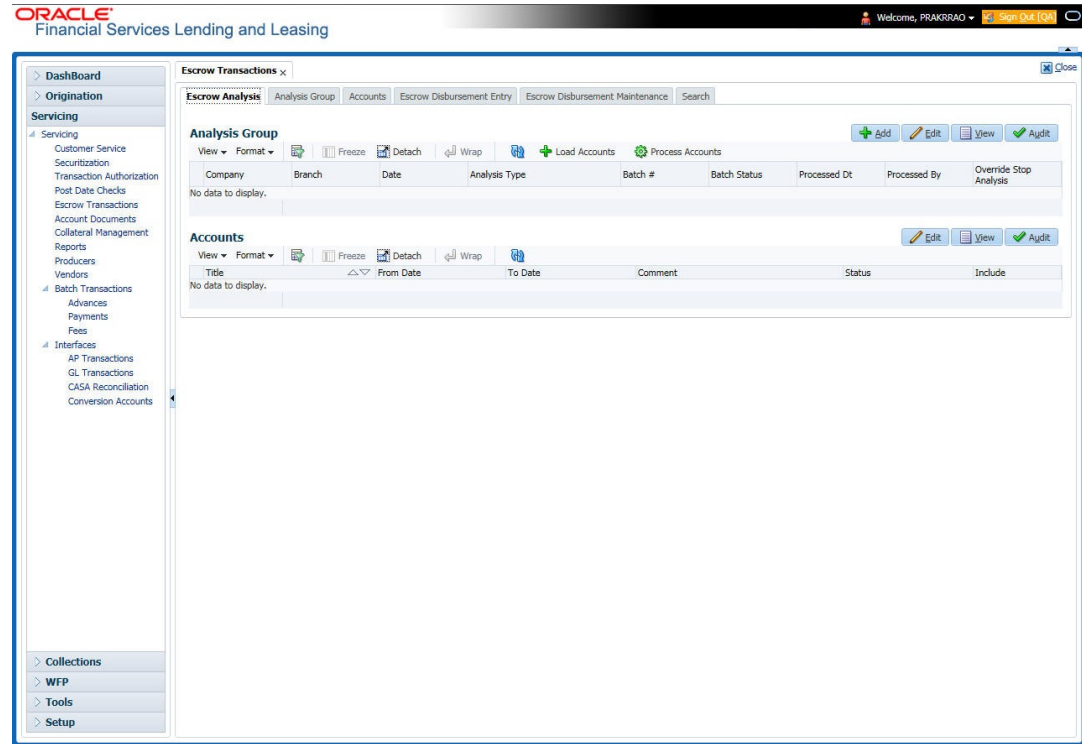 ORACLE
Financial Services Lending and Leasing
Welcome, PRAKRRAO
Sign Out [QA]
DashBoard
Origination
Servicing
Servicing
Customer Service
Securitization
Transaction Authorization
Post Date Checks
Escrow Transactions
Account Documents
Collateral Management
Reports
Producers
Vendors
Batch Transactions
Advances
Payments
Fees
Interfaces
AP Transactions
GL Transactions
CASA Reconciliation
Conversion Accounts
Collections
WFP
Tools
Setup
Escrow Transactions x
Close
Escrow Analysis Analysis Group Accounts Escrow Disbursement Entry Escrow Disbursement Maintenance Search
Analysis Group
Add Edit View Audit
View Format Freeze Detach Wrap Load Accounts Process Accounts
Company Branch Date Analysis Type Batch # Batch Status Processed Dt Processed By Override Stop Analysis
No data to display.
Accounts
Edit View Audit
View Format Freeze Detach Wrap
Title From Date To Date Comment Status Include
No data to display.